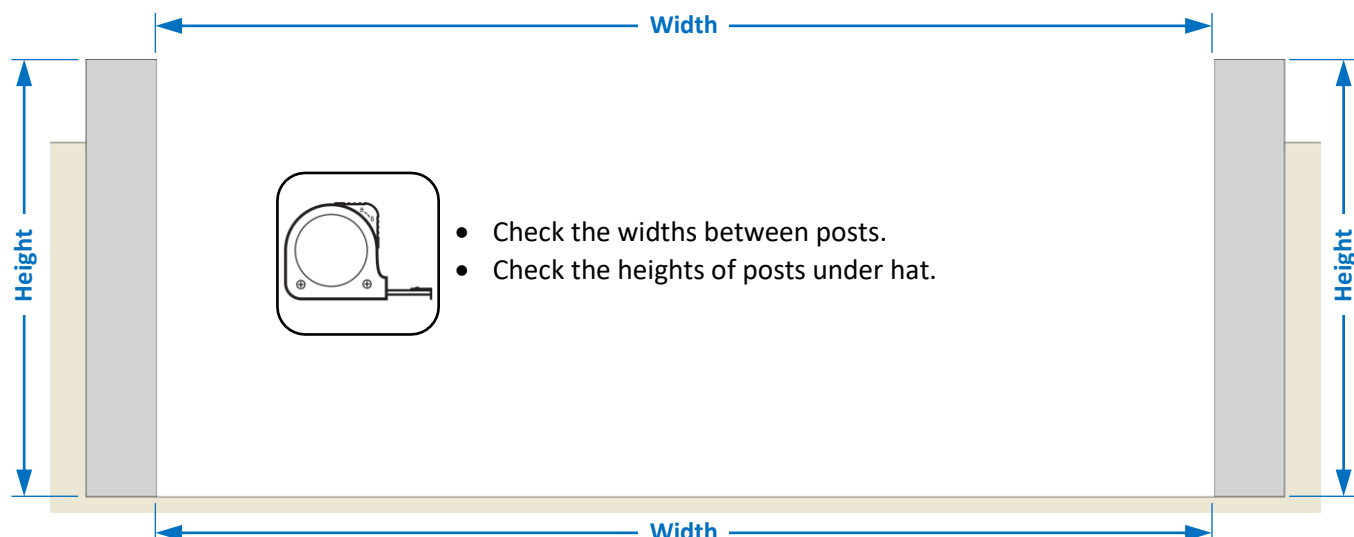 Width
Height
• Check the widths between posts.
• Check the heights of posts under hat.
Height
Width